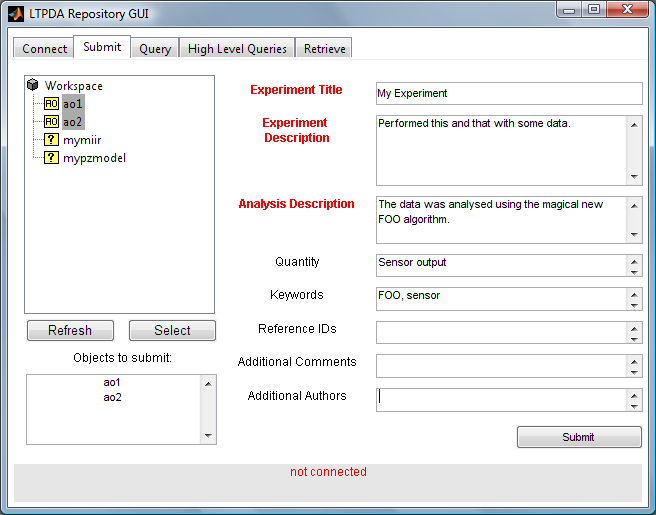 LTPDA Repository GUI
Connect
Submit
Query
High Level Queries
Retrieve
Workspace
AO ao1
AO ao2
? mymiir
? mypzmodel
Refresh
Select
Objects to submit:
ao1
ao2
Experiment Title
My Experiment
Experiment
Description
Performed this and that with some data.
Analysis Description
The data was analysed using the magical new
FOO algorithm.
Quantity
Sensor output
Keywords
FOO, sensor
Reference IDs
Additional Comments
Additional Authors
Submit
not connected